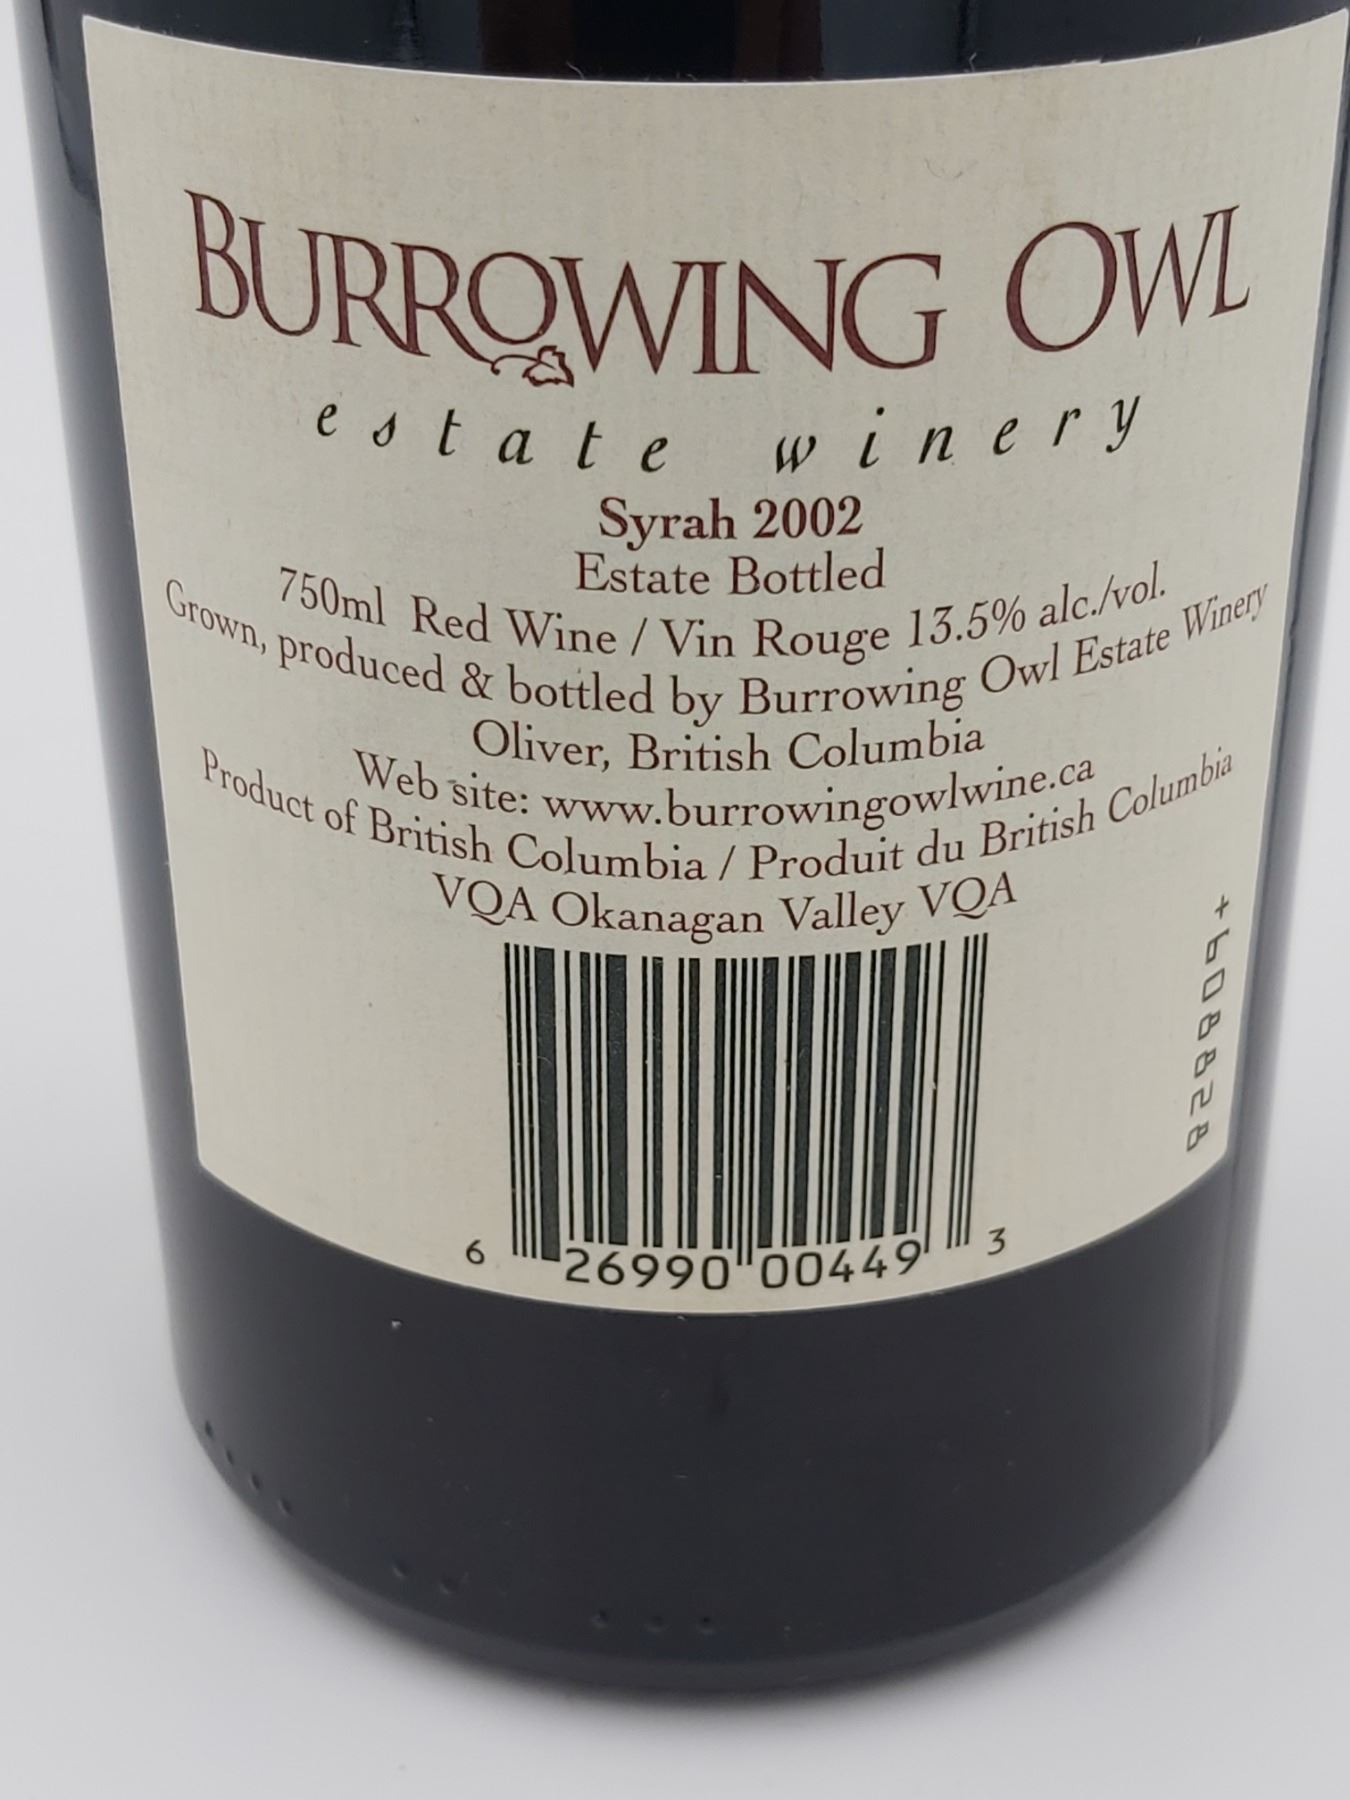 BURROWING OWL
estate winery
Syrah 2002
Estate Bottled
750ml Red Wine / Vin Rouge 13.5% alc./vol.
Grown, produced & bottled by Burrowing Owl Estate Winery
Oliver, British Columbia
Web site: www.burrowingowlwine.ca
Product of British Columbia / Produit du British Columbia
VQA Okanagan Valley VQA
+608828
6 26990 00449 3